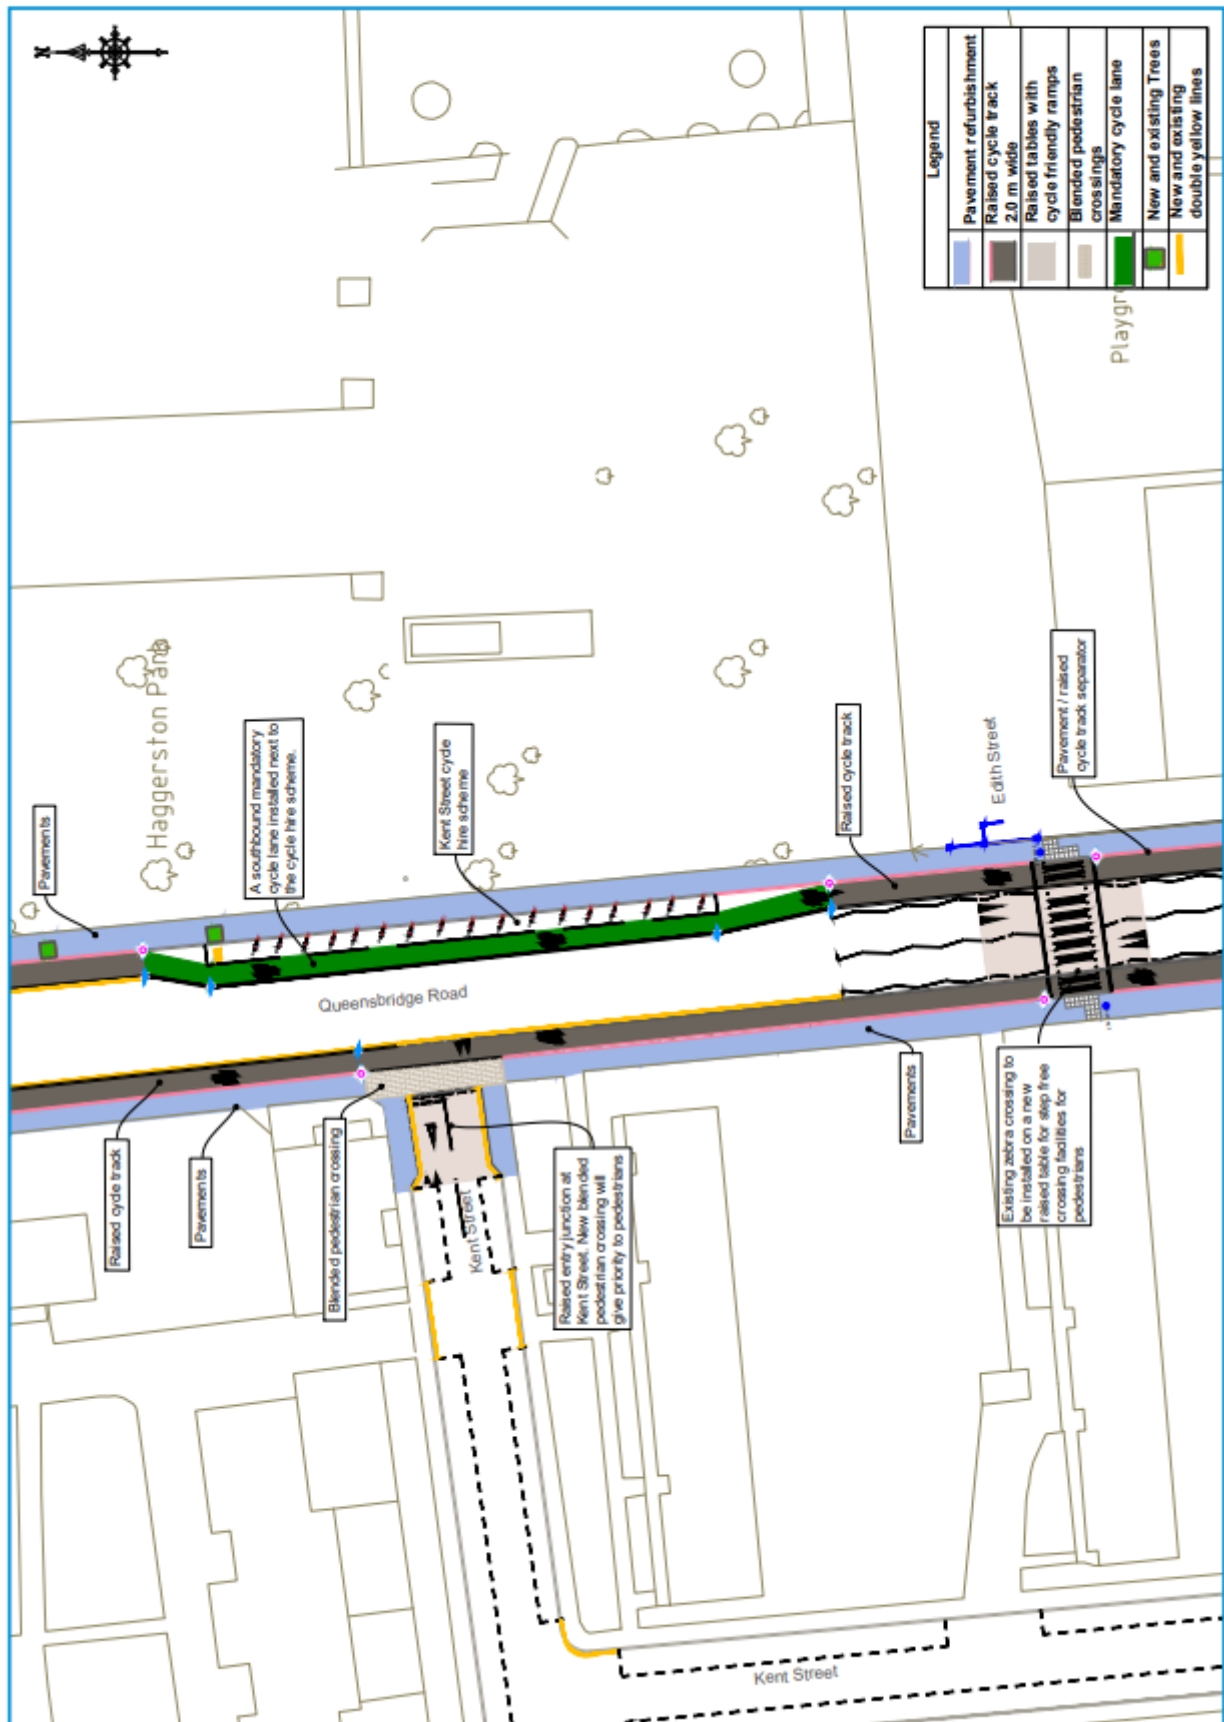 N
Legend
Pavement refurbishment
Raised cycle track
2.0 m wide
Raised tables with
cycle friendly ramps
Blended pedestrian
crossings
Mandatory cycle lane
New and existing Trees
New and existing
double yellow lines
Pavements
Haggerston Park
A southbound mandatory
cycle lane installed next to
the cycle hire scheme.
Kent Street cycle
hire scheme
Raised cycle track
Edith Street
Pavement / raised
cycle track separator
Queensbridge Road
Raised cycle track
Pavements
Blended pedestrian crossing
Kent Street
Raised entry junction at
Kent Street. New blended
pedestrian crossing will
give priority to pedestrians
Pavements
Existing zebra crossing to
be installed on a new
raised table for step free
crossing facilities for
pedestrians
Kent Street